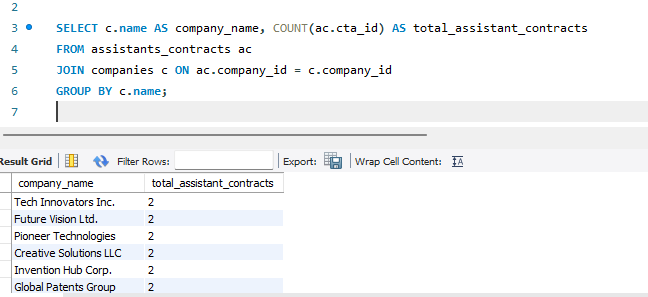 2
3 SELECT c.name AS company_name, COUNT(ac.cta_id) AS total_assistant_contracts
4 FROM assistants_contracts ac
5 JOIN companies c ON ac.company_id = c.company_id
6 GROUP BY c.name;
7
Result Grid Filter Rows: Export: Wrap Cell Content: IA
company_name total_assistant_contracts
Tech Innovators Inc. 2
Future Vision Ltd. 2
Pioneer Technologies 2
Creative Solutions LLC 2
Invention Hub Corp. 2
Global Patents Group 2